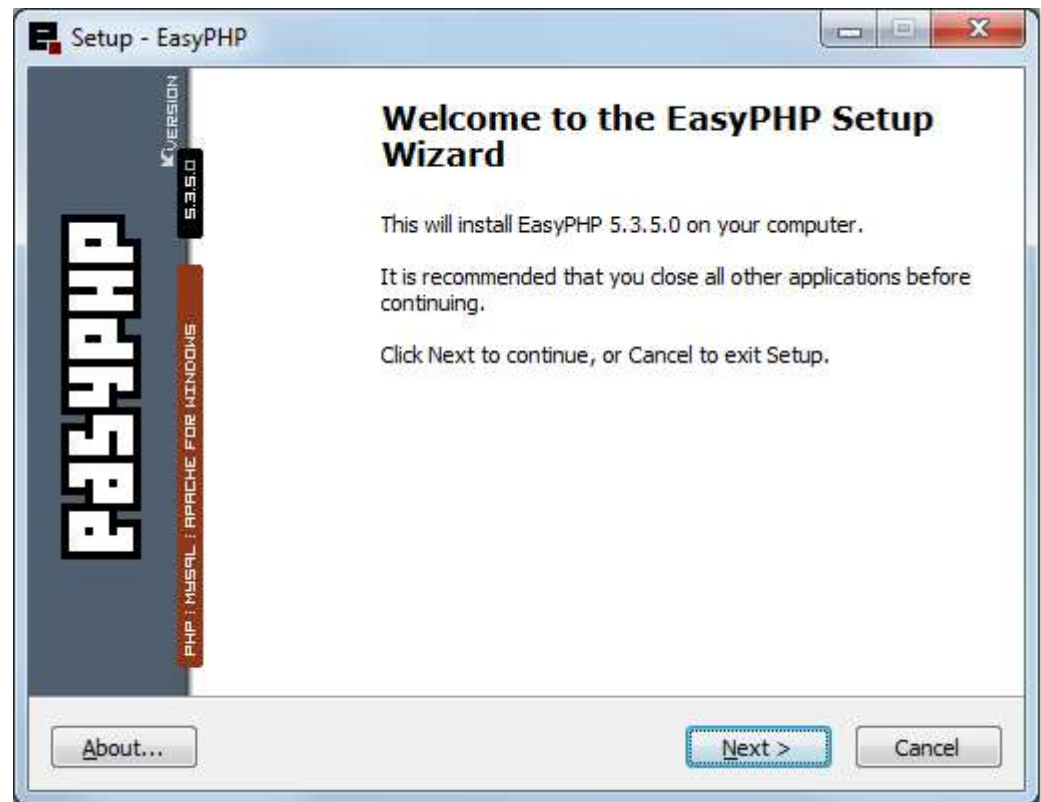 Setup - EasyPHP
VERSION
5.3.5.0
easyPHP
PHP : MYSQL : APACHE FOR WINDOWS
Welcome to the EasyPHP Setup
Wizard
This will install EasyPHP 5.3.5.0 on your computer.
It is recommended that you close all other applications before
continuing.
Click Next to continue, or Cancel to exit Setup.
About...
Next >
Cancel